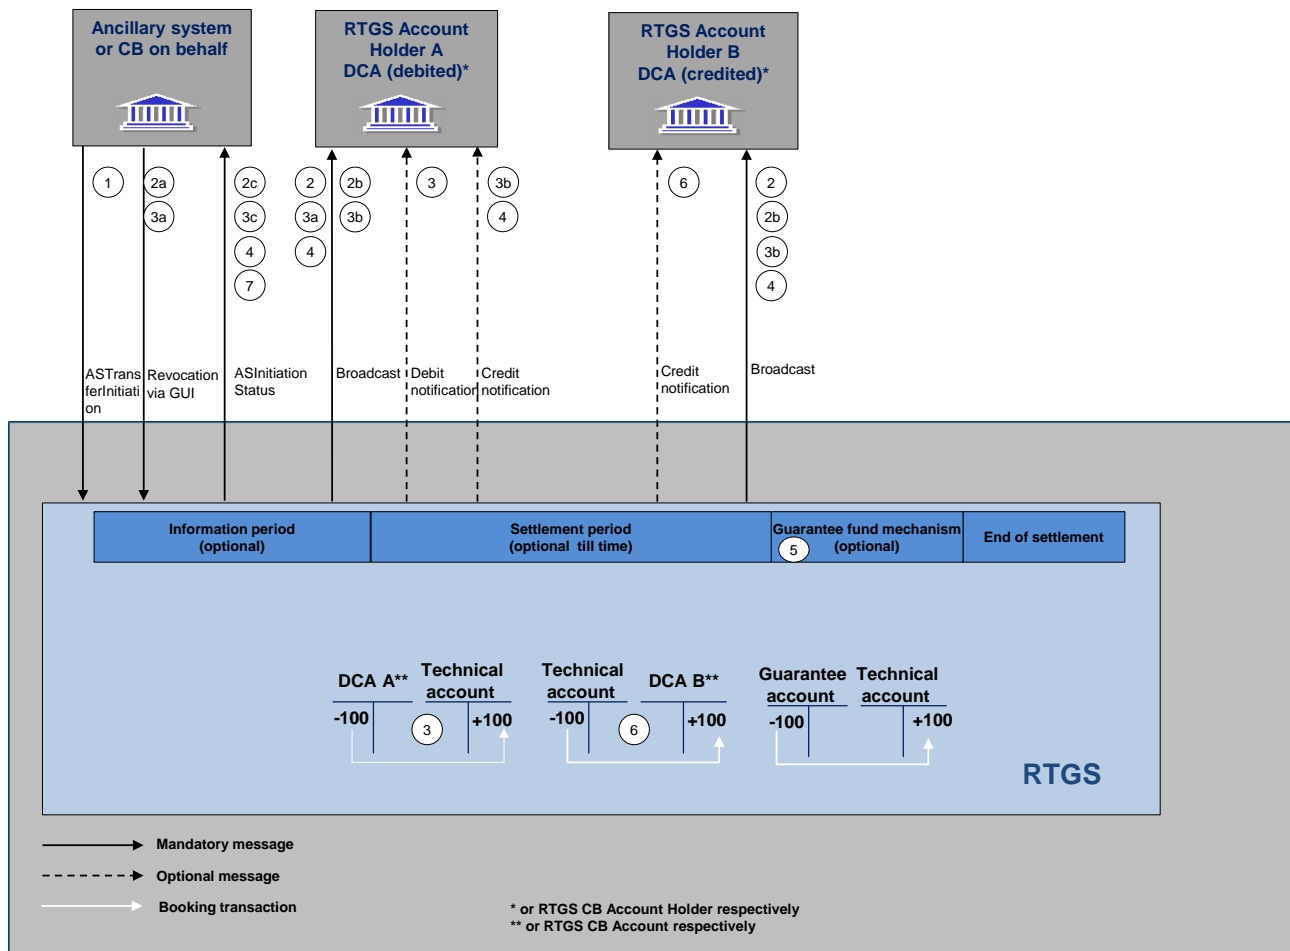 Ancillary system
or CB on behalf
RTGS Account
Holder A
DCA (debited)*
RTGS Account
Holder B
DCA (credited)*
1
2a
3a
2c
3c
4
7
2
3a
4
2b
3b
3
3b
4
6
2
2b
3b
4
ASTrans
ferInitiati
on
Revocation
via GUI
ASInitiation
Status
Broadcast
Debit
notification
Credit
notification
Credit
notification
Broadcast
Information period
(optional)
Settlement period
(optional till time)
Guarantee fund mechanism
(optional)
5
End of settlement
DCA A**
Technical
account
-100
3
+100
Technical
account
DCA B**
-100
6
+100
Guarantee
account
Technical
account
-100
+100
RTGS
Mandatory message
Optional message
Booking transaction
* or RTGS CB Account Holder respectively
** or RTGS CB Account respectively